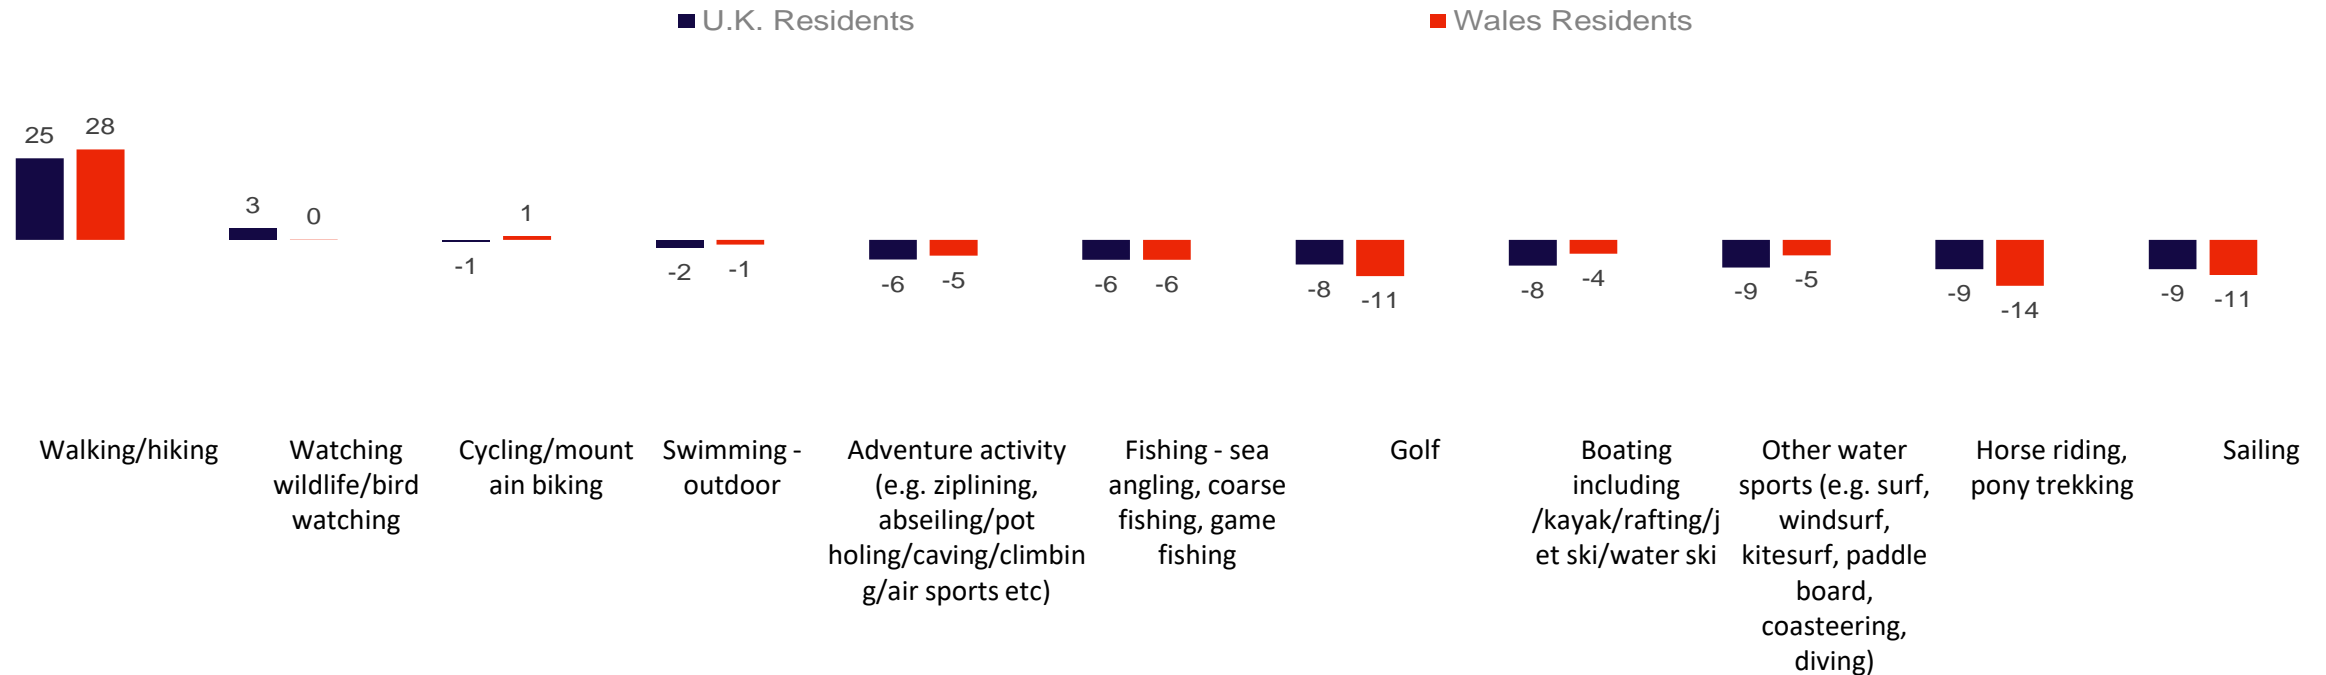 U.K. Residents
Wales Residents
25
28
3
0
-1
1
-2
-1
-6
-5
-6
-6
-8
-11
-8
-4
-9
-5
-9
-14
-9
-11
Walking/hiking
Watching
wildlife/bird
watching
Cycling/mount
ain biking
Swimming -
outdoor
Adventure activity
(e.g. ziplining,
abseiling/pot
holing/caving/climbin
g/air sports etc)
Fishing - sea
angling, coarse
fishing, game
fishing
Golf
Boating
including
/kayak/rafting/j
et ski/water ski
Other water
sports (e.g. surf,
windsurf,
kitesurf, paddle
board,
coasteering,
diving)
Horse riding,
pony trekking
Sailing